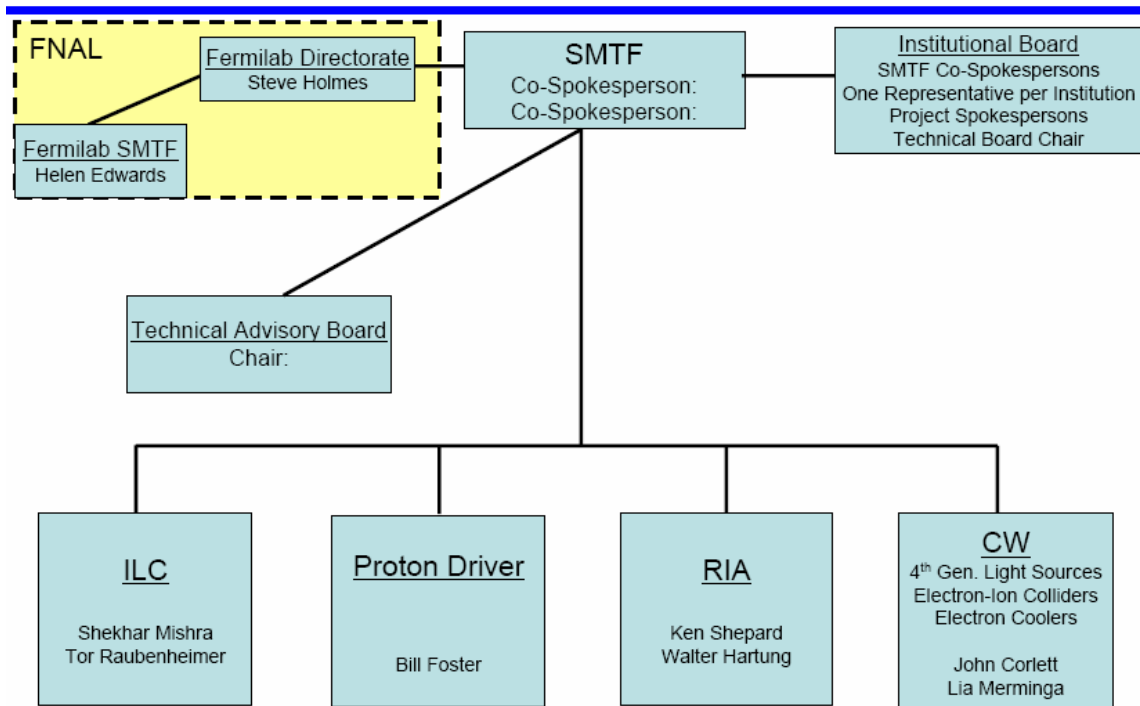 FNAL
Fermilab Directorate
Steve Holmes
Fermilab SMTF
Helen Edwards
SMTF
Co-Spokesperson:
Co-Spokesperson:
Institutional Board
SMTF Co-Spokespersons
One Representative per Institution
Project Spokespersons
Technical Board Chair
Technical Advisory Board
Chair:
ILC
Shekhar Mishra
Tor Raubenheimer
Proton Driver
Bill Foster
RIA
Ken Shepard
Walter Hartung
CW
4th Gen. Light Sources
Electron-Ion Colliders
Electron Coolers
John Corlett
Lia Merminga